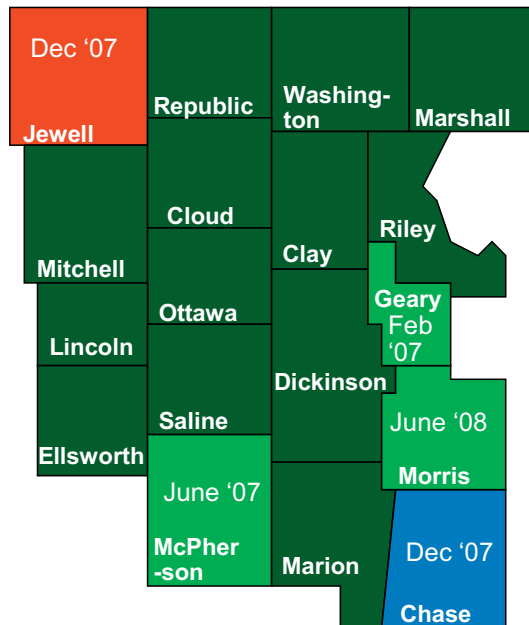 Dec ‘07
Jewell
Republic
Washing-
ton
Marshall
Mitchell
Cloud
Clay
Riley
Lincoln
Ottawa
Geary
Feb
‘07
Dickinson
Ellsworth
Saline
June ‘08
Morris
June ‘07
McPher
-son
Marion
Dec ‘07
Chase